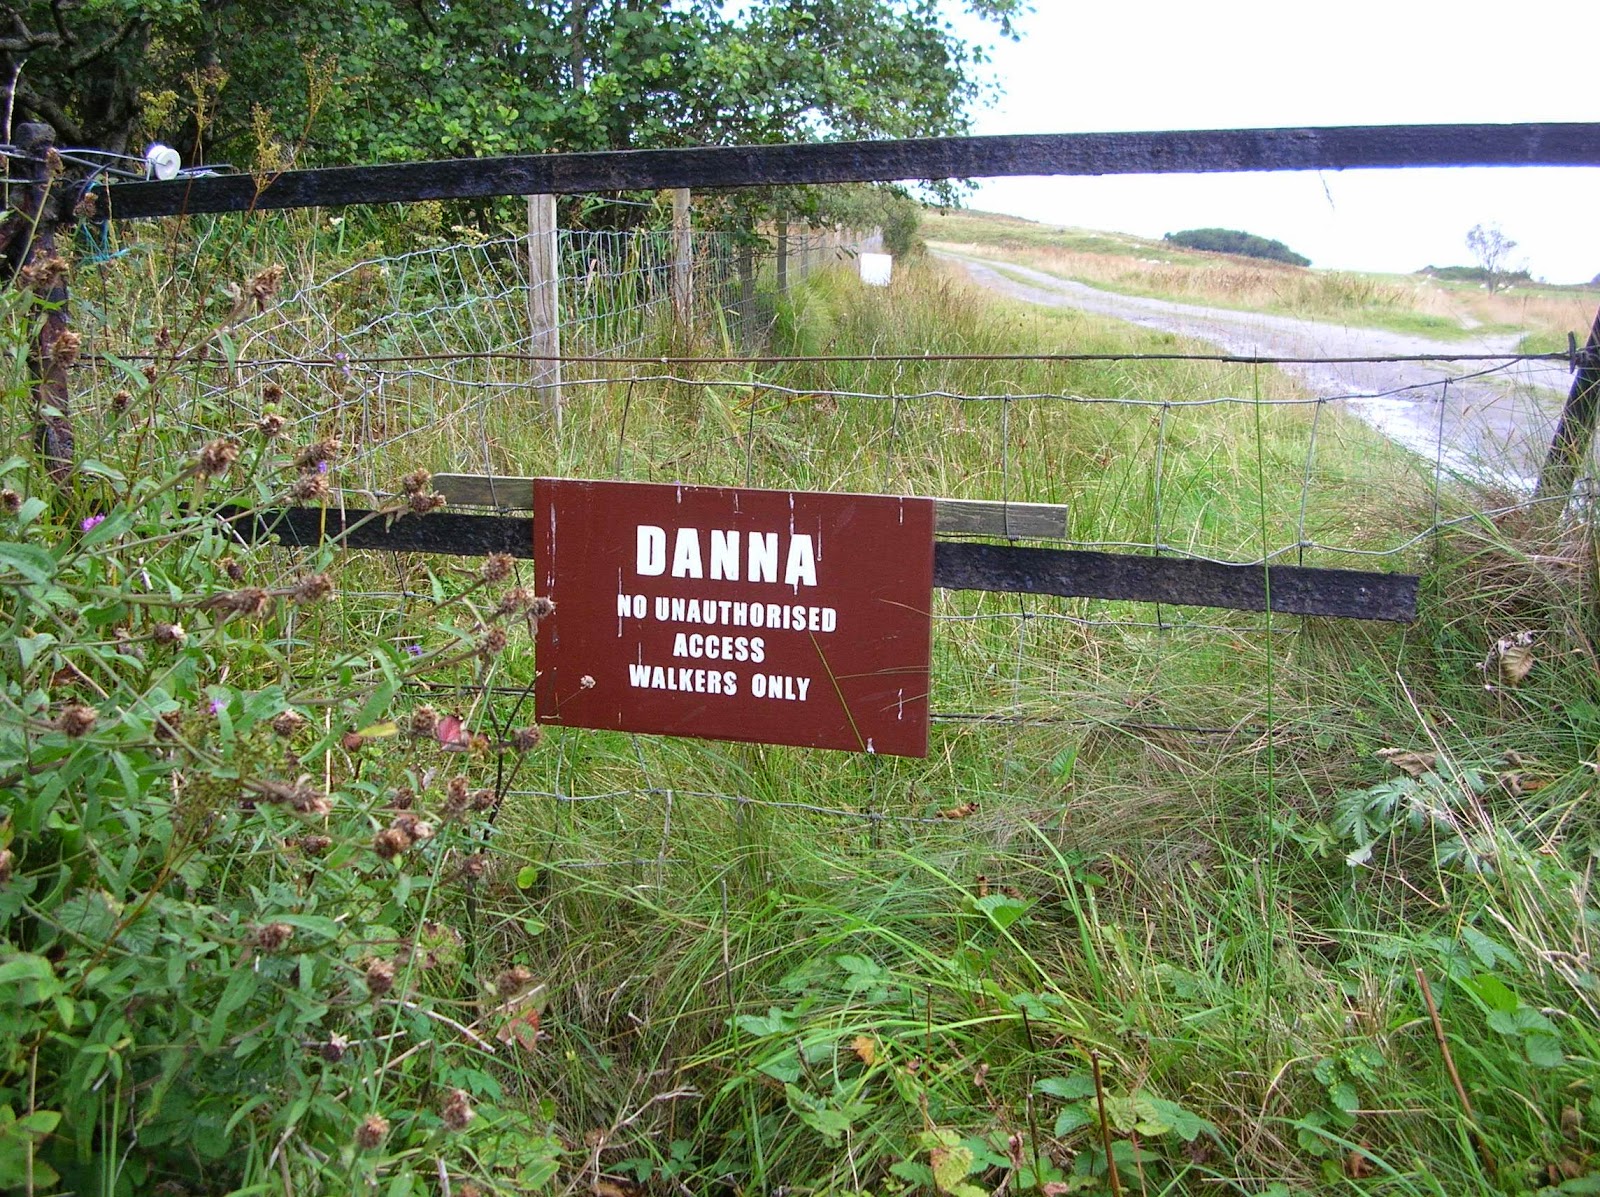 DANNA
NO UNAUTHORISED
ACCESS
WALKERS ONLY